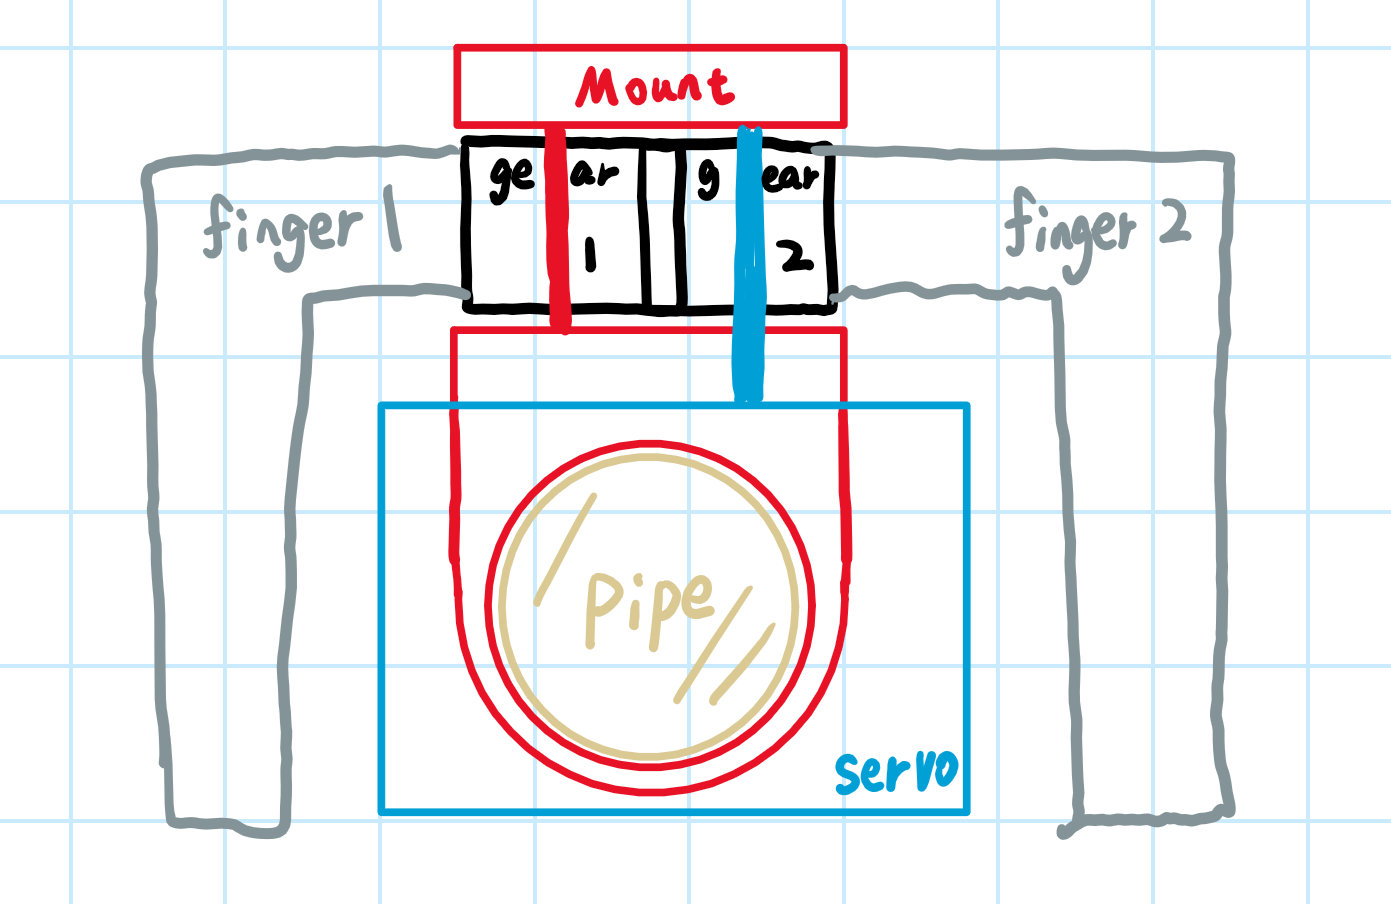 Mount
gear 1
gear 2
finger 1
finger 2
pipe
servo